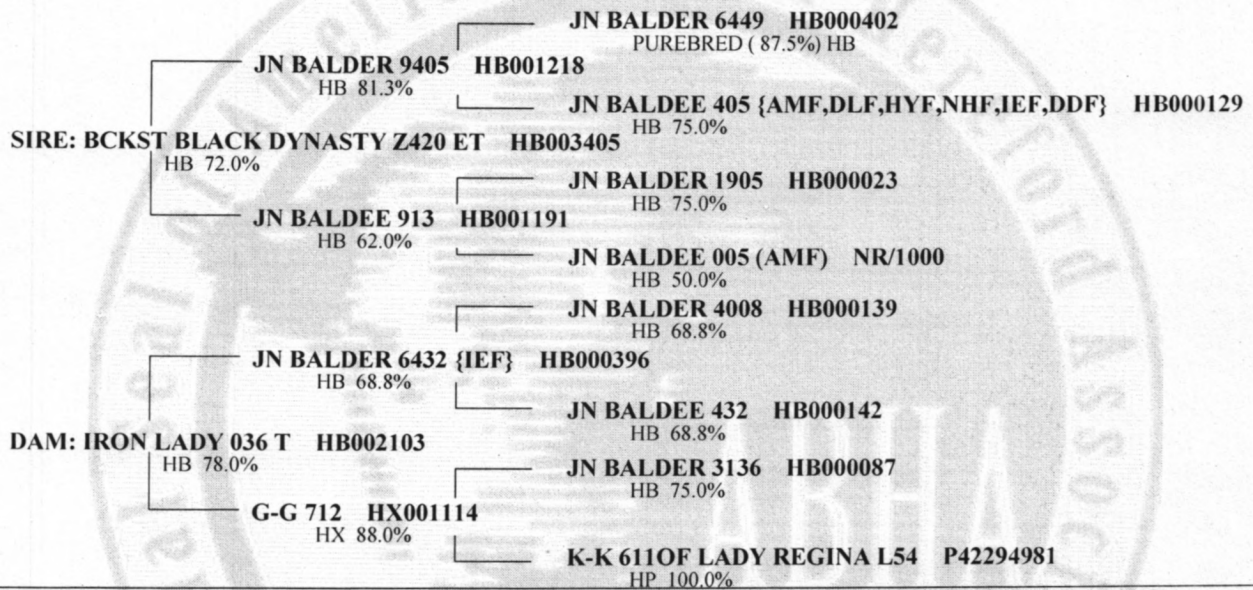 JN BALDER 6449 HB000402
PUREBRED ( 87.5%) HB
JN BALDER 9405 HB001218
HB 81.3%
JN BALDEE 405 {AMF,DLF,HYF,NHF,IEF,DDF} HB000129
HB 75.0%
SIRE: BCKST BLACK DYNASTY Z420 ET HB003405
HB 72.0%
JN BALDER 1905 HB000023
HB 75.0%
JN BALDEE 913 HB001191
HB 62.0%
JN BALDEE 005 (AMF) NR/1000
HB 50.0%
JN BALDER 4008 HB000139
HB 68.8%
JN BALDER 6432 {IEF} HB000396
HB 68.8%
JN BALDEE 432 HB000142
HB 68.8%
DAM: IRON LADY 036 T HB002103
HB 78.0%
JN BALDER 3136 HB000087
HB 75.0%
G-G 712 HX001114
HX 88.0%
K-K 611OF LADY REGINA L54 P42294981
HP 100.0%
ABHA